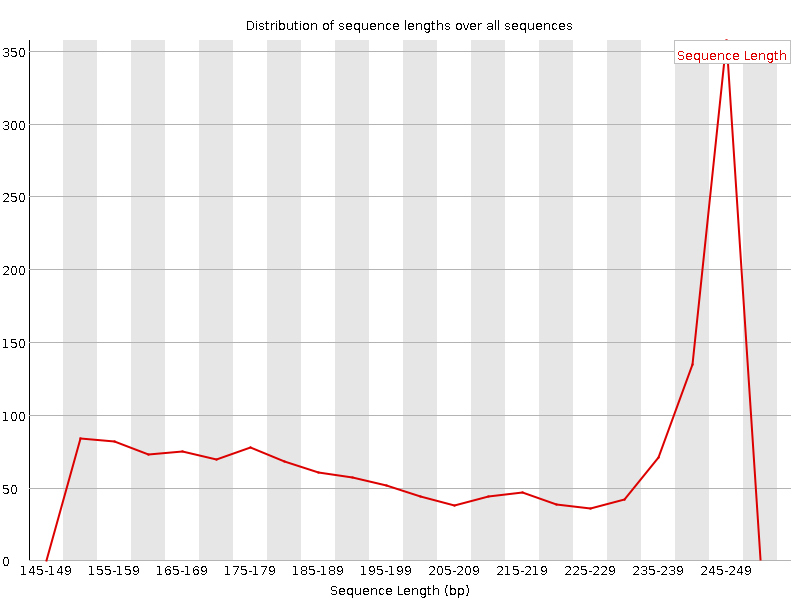 Distribution of sequence lengths over all sequences
Sequence Length
350
300
250
200
150
100
50
0
145-149 155-159 165-169 175-179 185-189 195-199 205-209 215-219 225-229 235-239 245-249
Sequence Length (bp)